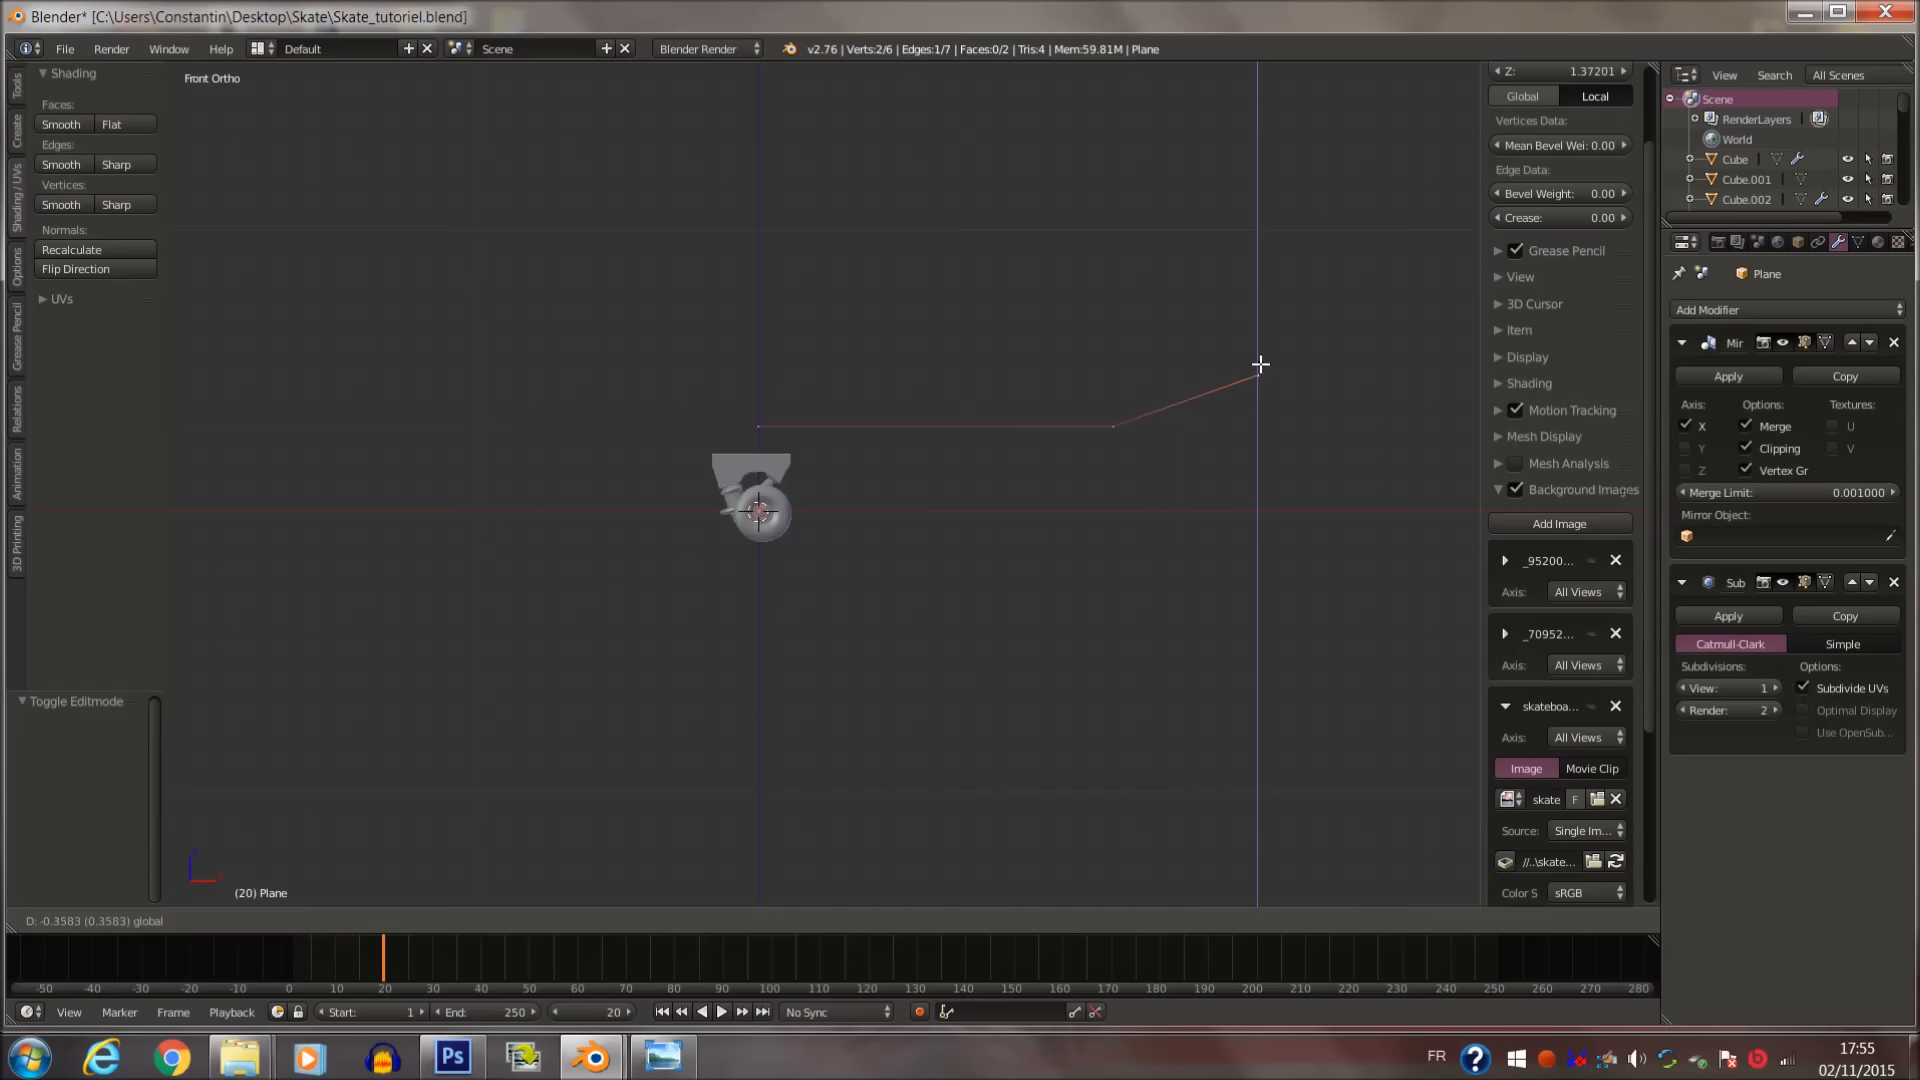 Blender* [C:\Users\Constantin\Desktop\Skate\Skate_tutoriel.blend]
File Render Window Help Default Scene Blender Render v2.76 | Verts:2/6 | Edges:1/7 | Faces:0/2 | Tris:4 | Mem:59.81M | Plane
Tools
Create
Shading / UVs
Options
Grease Pencil
Relations
Animation
3D Printing
Shading
Faces:
Smooth Flat
Edges:
Smooth Sharp
Vertices:
Smooth Sharp
Normals:
Recalculate
Flip Direction
UVs
Toggle Editmode
Front Ortho
(20) Plane
D: -0.3583 (0.3583) global
Z: 1.37201
Global Local
Vertices Data:
Mean Bevel Wei: 0.00
Edge Data:
Bevel Weight: 0.00
Crease: 0.00
Grease Pencil
View
3D Cursor
Item
Display
Shading
Motion Tracking
Mesh Display
Mesh Analysis
Background Images
Add Image
_95200...
Axis: All Views
_70952...
Axis: All Views
skateboa...
Axis: All Views
Image Movie Clip
skate F
Source: Single Im...
//..\skate...
Color S sRGB
View Search All Scenes
Scene
RenderLayers
World
Cube
Cube.001
Cube.002
Plane
Add Modifier
Mir
Apply Copy
Axis: Options: Textures:
X Merge U
Y Clipping V
Z Vertex Gr
Merge Limit: 0.001000
Mirror Object:
Sub
Apply Copy
Catmull-Clark Simple
Subdivisions: Options:
View: 1 Subdivide UVs
Render: 2 Optimal Display
Use OpenSub...
-50 -40 -30 -20 -10 0 10 20 30 40 50 60 70 80 90 100 110 120 130 140 150 160 170 180 190 200 210 220 230 240 250 260 270 280
View Marker Frame Playback Start: 1 End: 250 20 No Sync
Ps
FR
17:55
02/11/2015